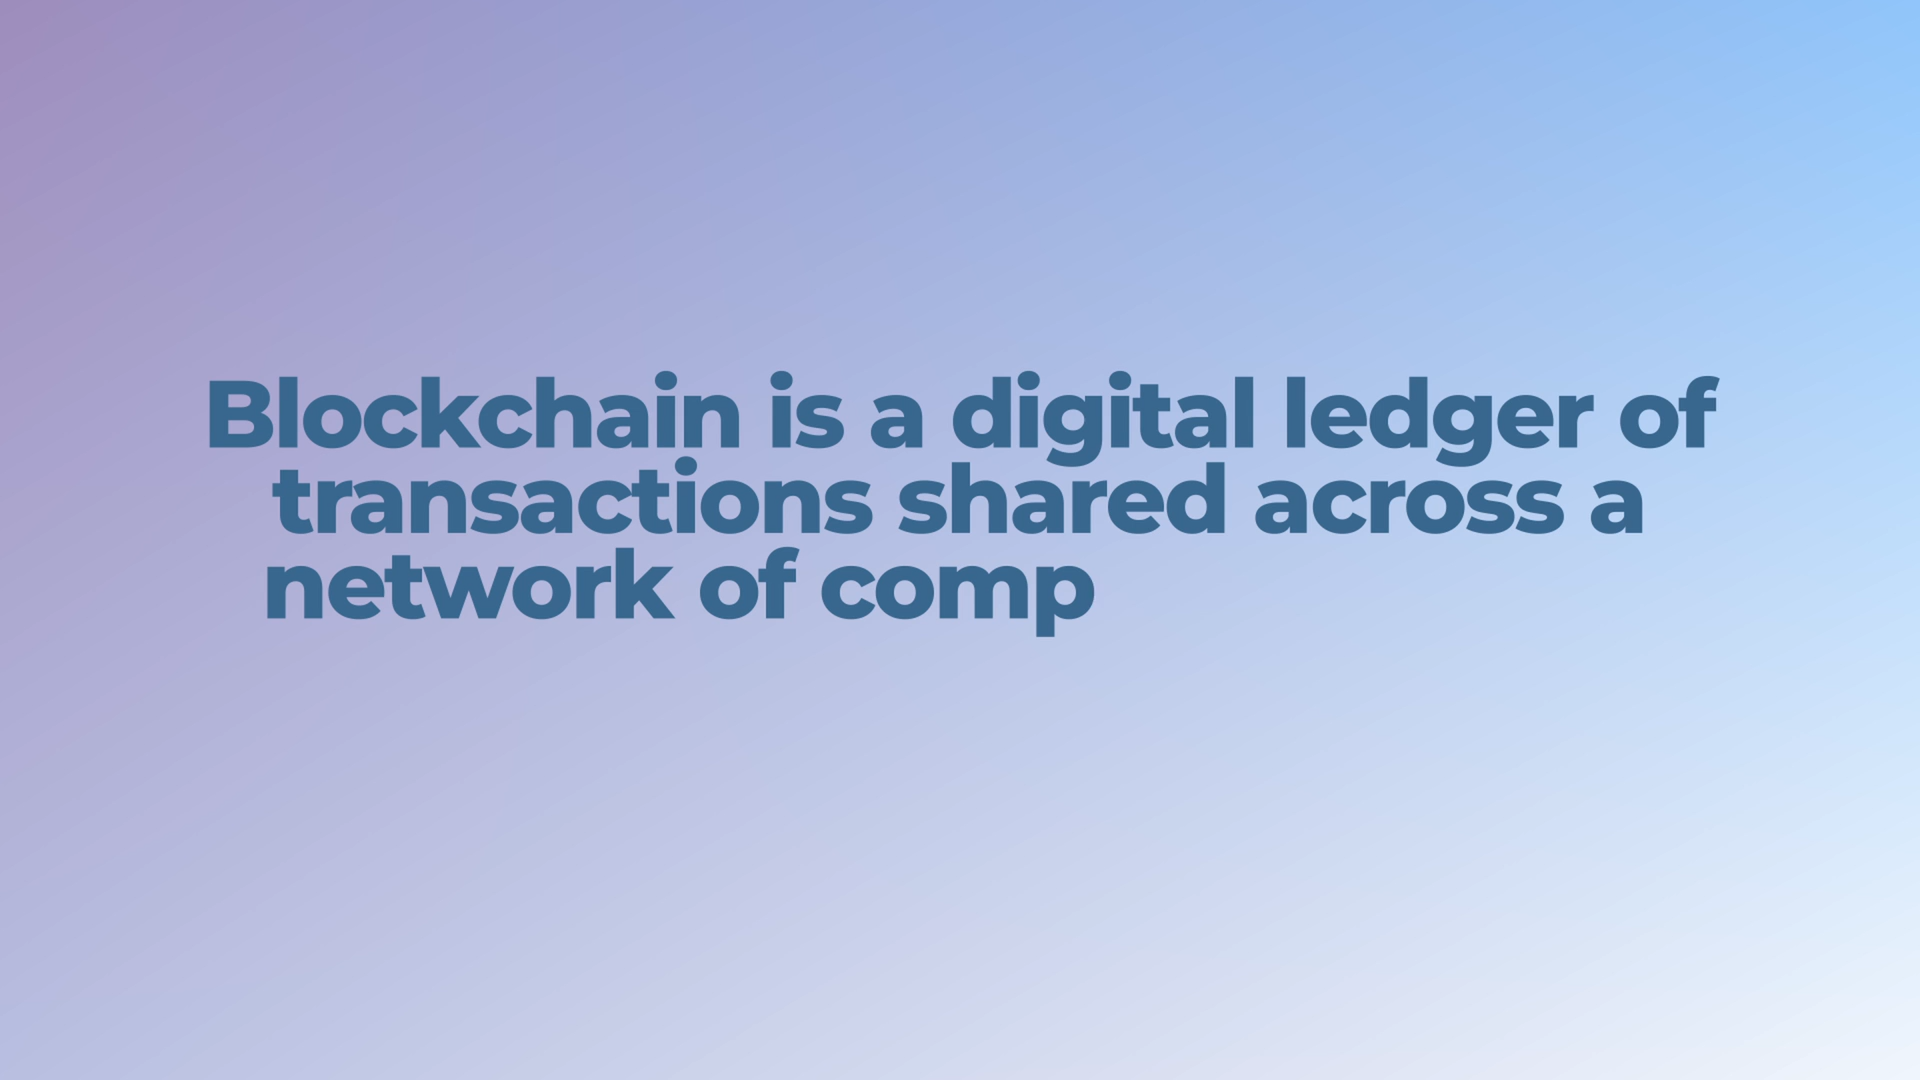 Blockchain is a digital ledger of
transactions shared across a
network of comp